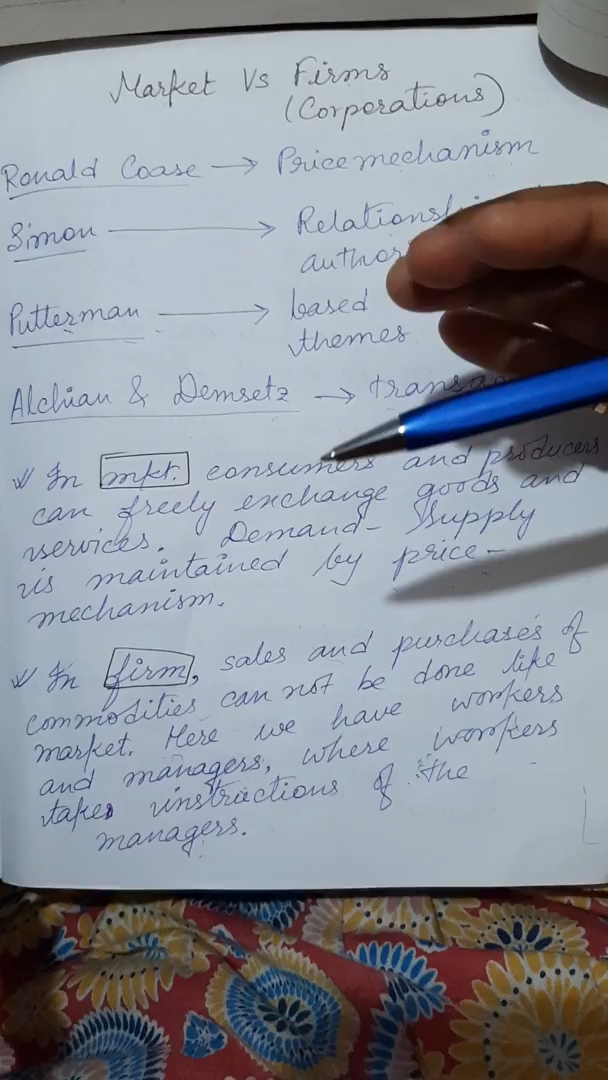 Market Vs Firms
(Corporations)
Ronald Coase → Price mechanism
Simon → Relationshi
author
Putterman → based
themes
Alchian & Demsetz → transac
In mkt. consumers and producers
can freely exchange goods and
services. Demand- Supply
is maintained by price-
mechanism.
In firm, sales and purchases of
commodities can not be done like
market. Here we have workers
and managers, where workers
take instructions of the
managers.